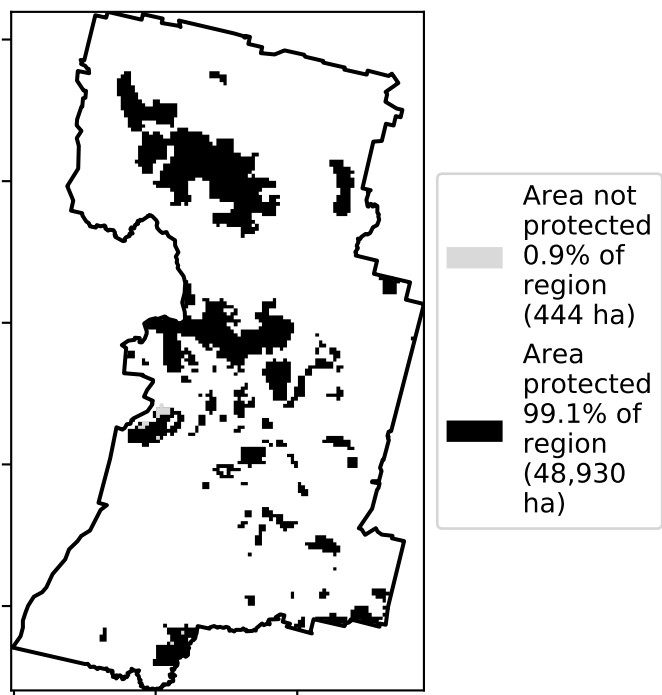 Area not
protected
0.9% of
region
(444 ha)
Area
protected
99.1% of
region
(48,930
ha)